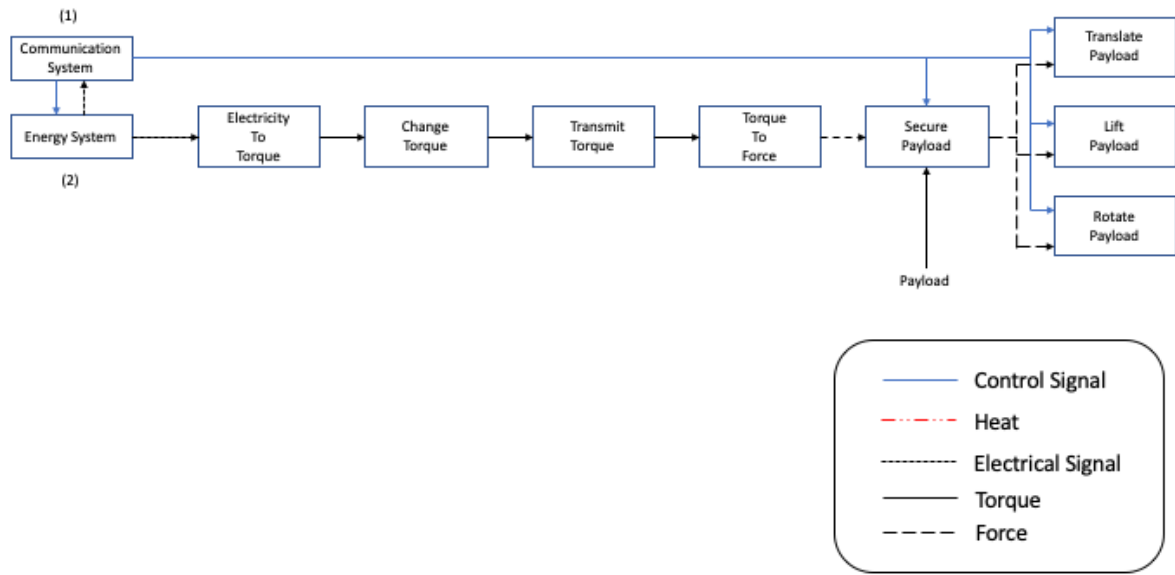 (1)
Communication
System
Energy System
(2)
Electricity
To
Torque
Change
Torque
Transmit
Torque
Torque
To
Force
Secure
Payload
Payload
Translate
Payload
Lift
Payload
Rotate
Payload
Control Signal
Heat
Electrical Signal
Torque
Force